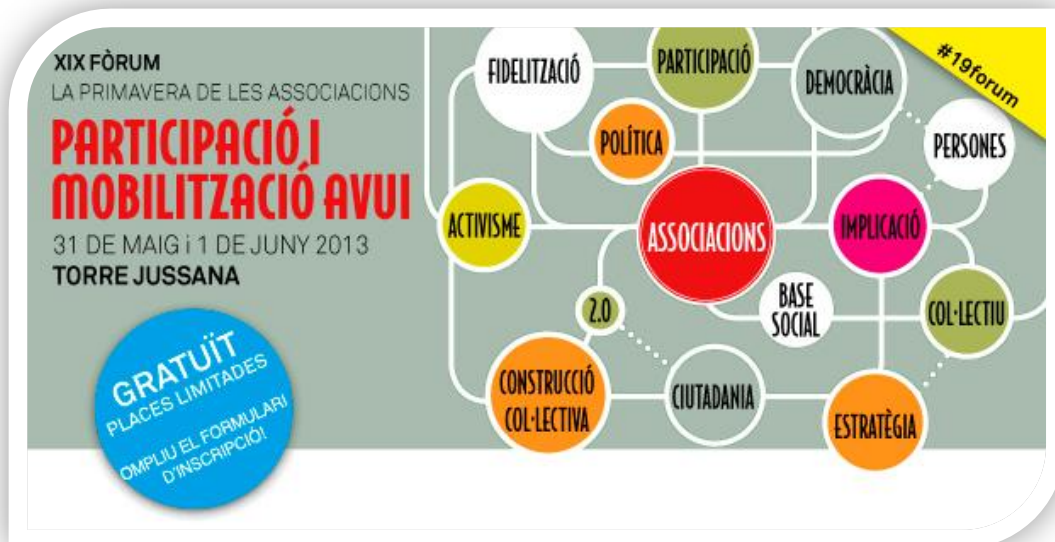 XIX FÒRUM
LA PRIMAVERA DE LES ASSOCIACIONS
PARTICIPACIÓ I
MOBILITZACIÓ AVUI
31 DE MAIG i 1 DE JUNY 2013
TORRE JUSSANA
GRATUÏT
PLACES LIMITADES
OMPLIU EL FORMULARI
D'INSCRIPCIÓ!
#19forum
FIDELITZACIÓ
PARTICIPACIÓ
DEMOCRÀCIA
POLÍTICA
PERSONES
ACTIVISME
ASSOCIACIONS
IMPLICACIÓ
2.0
BASE
SOCIAL
COL·LECTIU
CONSTRUCCIÓ
COL·LECTIVA
CIUTADANIA
ESTRATÈGIA